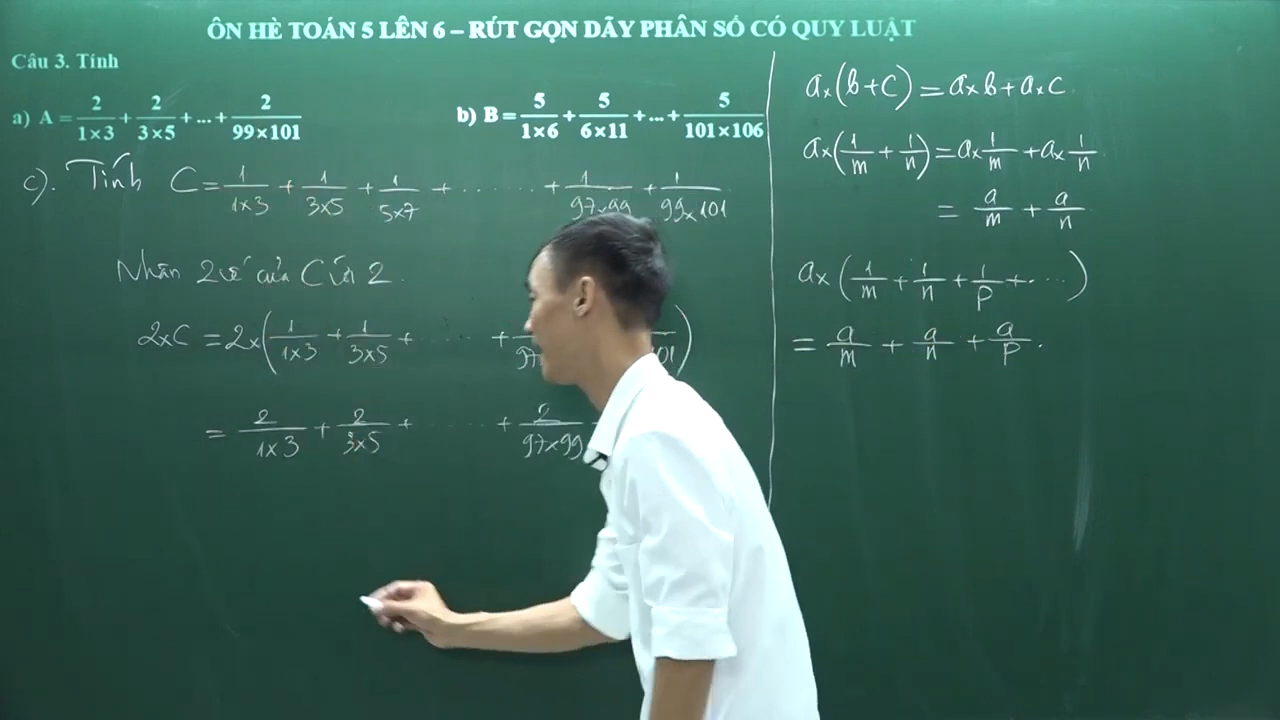 ÔN HÈ TOÁN 5 LÊN 6 – RÚT GỌN DÃY PHÂN SỐ CÓ QUY LUẬT
Câu 3. Tính
a) A = 2/(1×3) + 2/(3×5) + ... + 2/(99×101)
b) B = 5/(1×6) + 5/(6×11) + ... + 5/(101×106)
c). Tính C = 1/(1×3) + 1/(3×5) + 1/(5×7) + ........ + 1/(97×99) + 1/(99×101)
Nhân 2 vế của C với 2.
2×C = 2×(1/(1×3) + 1/(3×5) + ..... +
= 2/(1×3) + 2/(3×5) + ..... + 2/(97×99)
a×(b+c) = a×b + a×c
a×(1/m + 1/n) = a×1/m + a×1/n
= a/m + a/n
a×(1/m + 1/n + 1/p + ....)
= a/m + a/n + a/p.